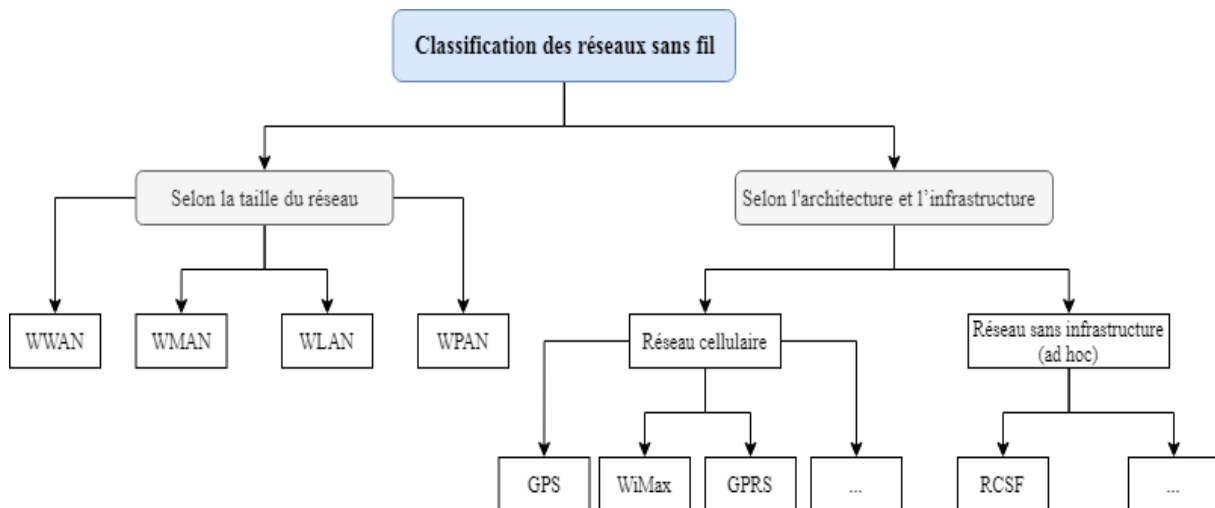 Classification des réseaux sans fil
Selon la taille du réseau
Selon l'architecture et l’infrastructure
WWAN
WMAN
WLAN
WPAN
Réseau cellulaire
Réseau sans infrastructure
(ad hoc)
GPS
WiMax
GPRS
...
RCSF
...